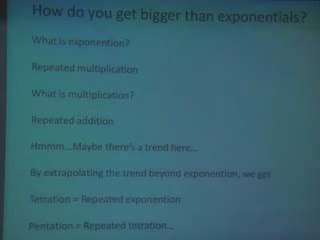 How do you get bigger than exponentials?
What is exponention?
Repeated multiplication
What is multiplication?
Repeated addition
Hmmm...Maybe there's a trend here...
By extrapolating the trend beyond exponention, we get
Tetration = Repeated exponention
Pentation = Repeated tetration...